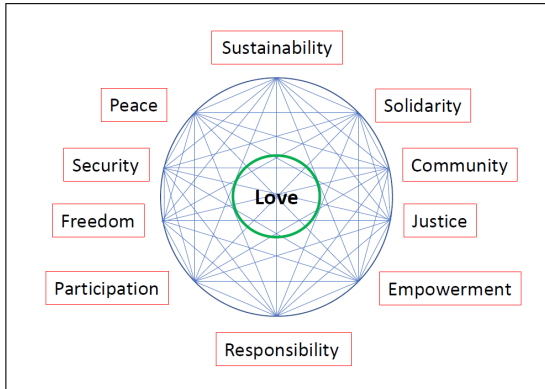 Sustainability
Peace
Solidarity
Security
Community
Love
Freedom
Justice
Participation
Empowerment
Responsibility